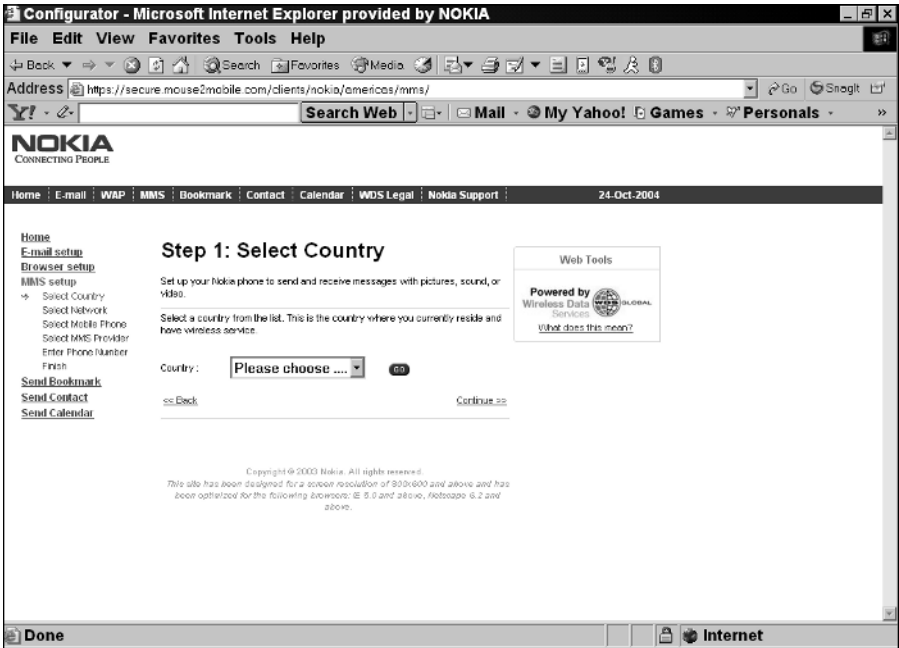 Configurator - Microsoft Internet Explorer provided by NOKIA
File Edit View Favorites Tools Help
Back Search Favorites Media
Address https://secure.mouse2mobile.com/clients/nokia/americas/mms/ Go SnagIt
Y! Search Web Mail My Yahoo! Games Personals »
NOKIA
CONNECTING PEOPLE
Home E-mail WAP MMS Bookmark Contact Calendar WDS Legal Nokia Support 24-Oct-2004
Home
E-mail setup
Browser setup
MMS setup
Select Country
Select Network
Select Mobile Phone
Select MMS Provider
Enter Phone Number
Finish
Send Bookmark
Send Contact
Send Calendar
Step 1: Select Country
Set up your Nokia phone to send and receive messages with pictures, sound, or
video.
Select a country from the list. This is the country where you currently reside and
have wireless service.
Country : Please choose .... GO
<< Back Continue >>
Web Tools
Powered by
Wireless Data WDS GLOBAL
Services
What does this mean?
Copyright © 2003 Nokia. All rights reserved.
This site has been designed for a screen resolution of 800x600 and above and has
been optimized for the following browsers: IE 5.0 and above, Netscape 6.2 and
above.
Done Internet